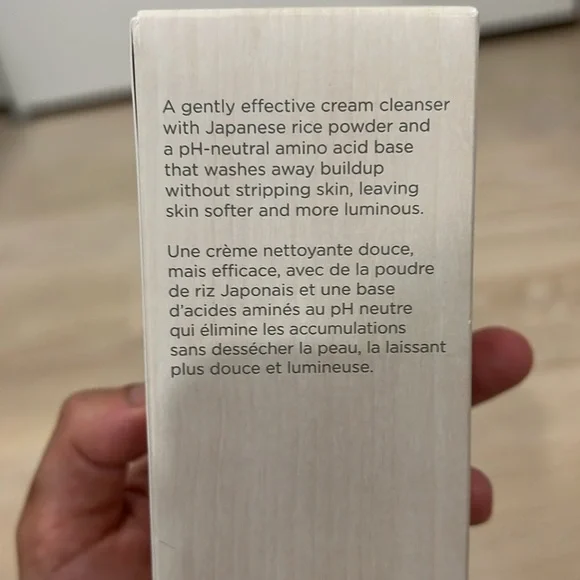 A gently effective cream cleanser
with Japanese rice powder and
a pH-neutral amino acid base
that washes away buildup
without stripping skin, leaving
skin softer and more luminous.
Une crème nettoyante douce,
mais efficace, avec de la poudre
de riz Japonais et une base
d'acides aminés au pH neutre
qui élimine les accumulations
sans dessécher la peau, la laissant
plus douce et lumineuse.